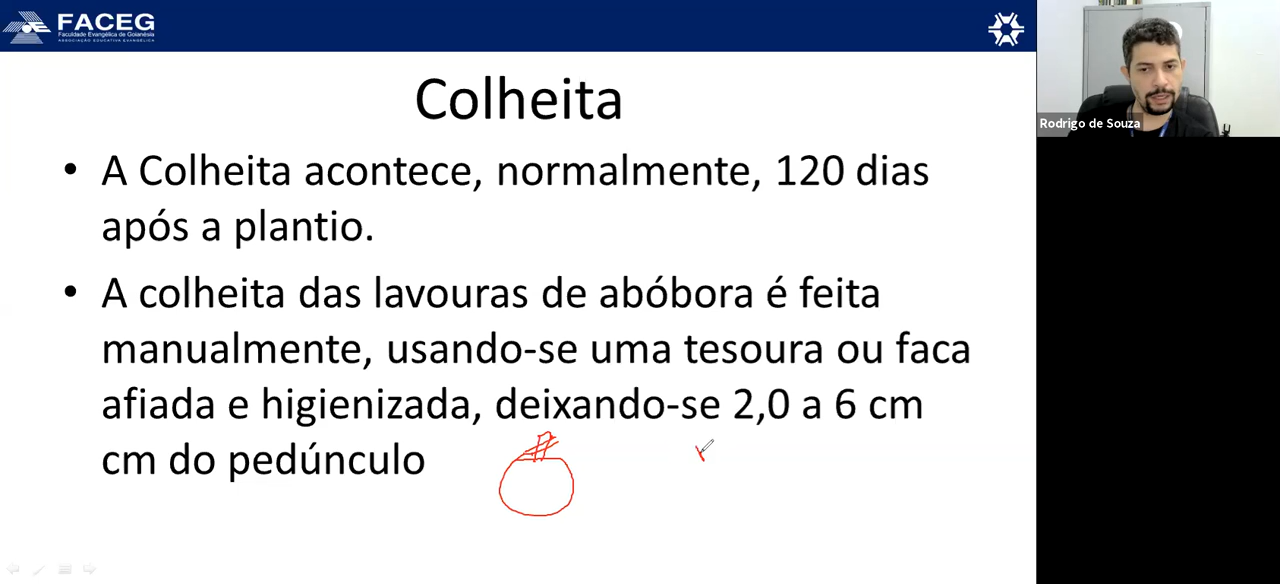 FACEG
Faculdade Evangélica de Goianésia
ASSOCIAÇÃO EDUCATIVA EVANGÉLICA
Rodrigo de Souza
Colheita
• A Colheita acontece, normalmente, 120 dias
após a plantio.
• A colheita das lavouras de abóbora é feita
manualmente, usando-se uma tesoura ou faca
afiada e higienizada, deixando-se 2,0 a 6 cm
cm do pedúnculo